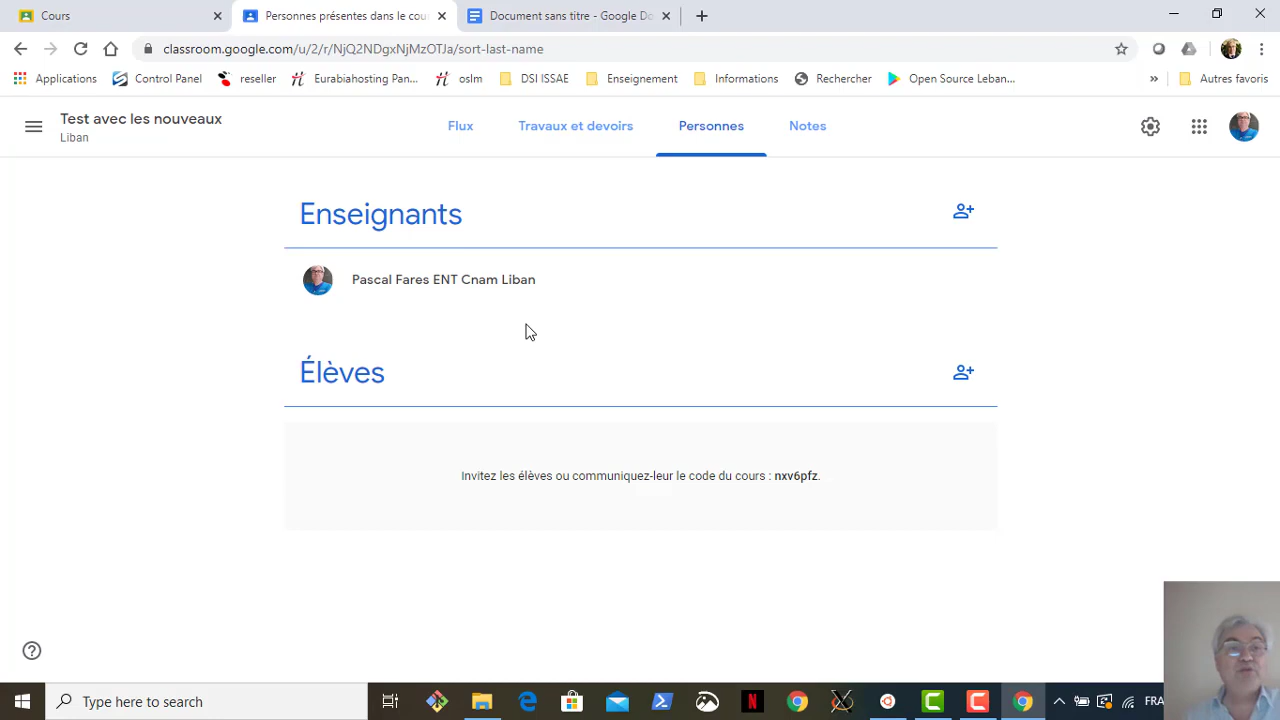 Cours
Personnes présentes dans le cou
Document sans titre - Google Do
classroom.google.com/u/2/r/NjQ2NDgxNjMzOTJa/sort-last-name
Applications
Control Panel
reseller
Eurabiahosting Pan...
oslm
DSI ISSAE
Enseignement
Informations
Rechercher
Open Source Leban...
»
Autres favoris
Test avec les nouveaux
Liban
Flux
Travaux et devoirs
Personnes
Notes
Enseignants
Pascal Fares ENT Cnam Liban
Élèves
Invitez les élèves ou communiquez-leur le code du cours : nxv6pfz.
Type here to search
FRA